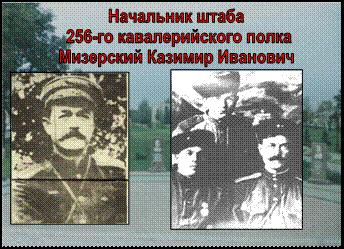 Начальник штаба
256-го кавалерийского полка
Мизерский Казимир Иванович